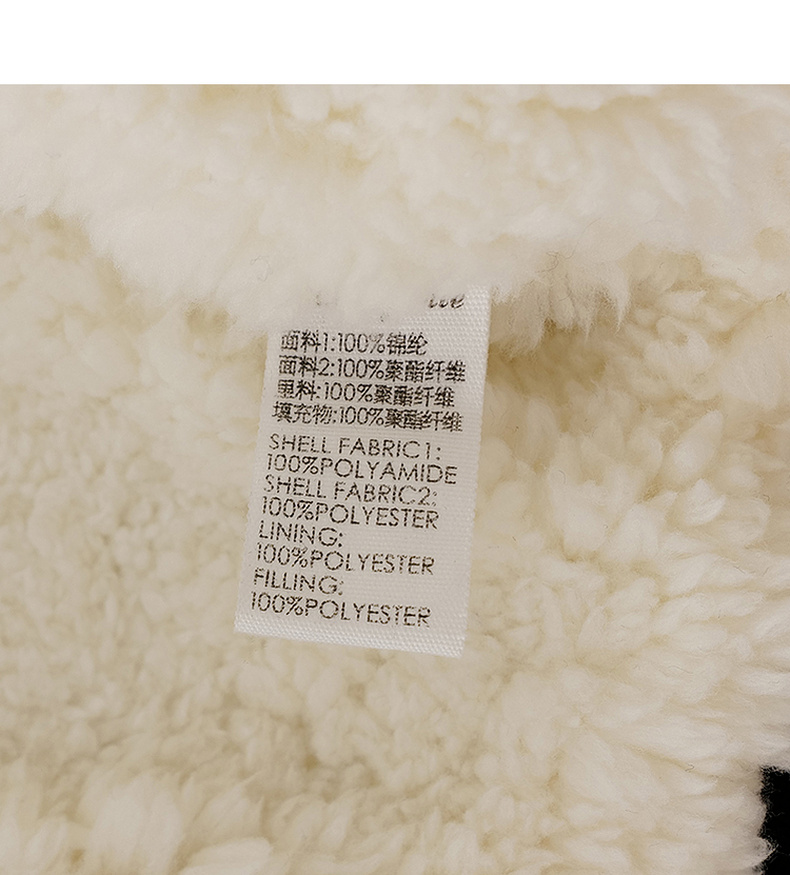 面料1:100%锦纶
面料2:100%聚酯纤维
里料:100%聚酯纤维
填充物:100%聚酯纤维
SHELL FABRIC1:
100%POLYAMIDE
SHELL FABRIC2:
100%POLYESTER
LINING:
100%POLYESTER
FILLING:
100%POLYESTER